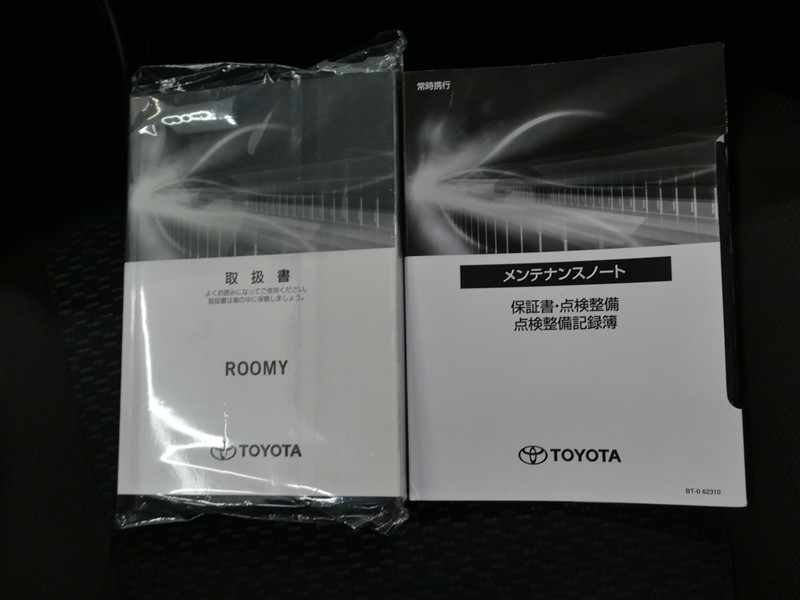 取扱書
よくお読みになってご使用ください。
取扱書は車の中に保管しましょう。
ROOMY
TOYOTA
常時携行
メンテナンスノート
保証書・点検整備
点検整備記録簿
TOYOTA
BT-0 62310